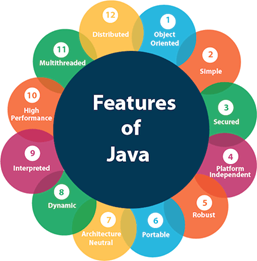 Features
of
Java
1
Object
Oriented
2
Simple
3
Secured
4
Platform
Independent
5
Robust
6
Portable
7
Architecture
Neutral
8
Dynamic
9
Interpreted
10
High
Performance
11
Multithreaded
12
Distributed